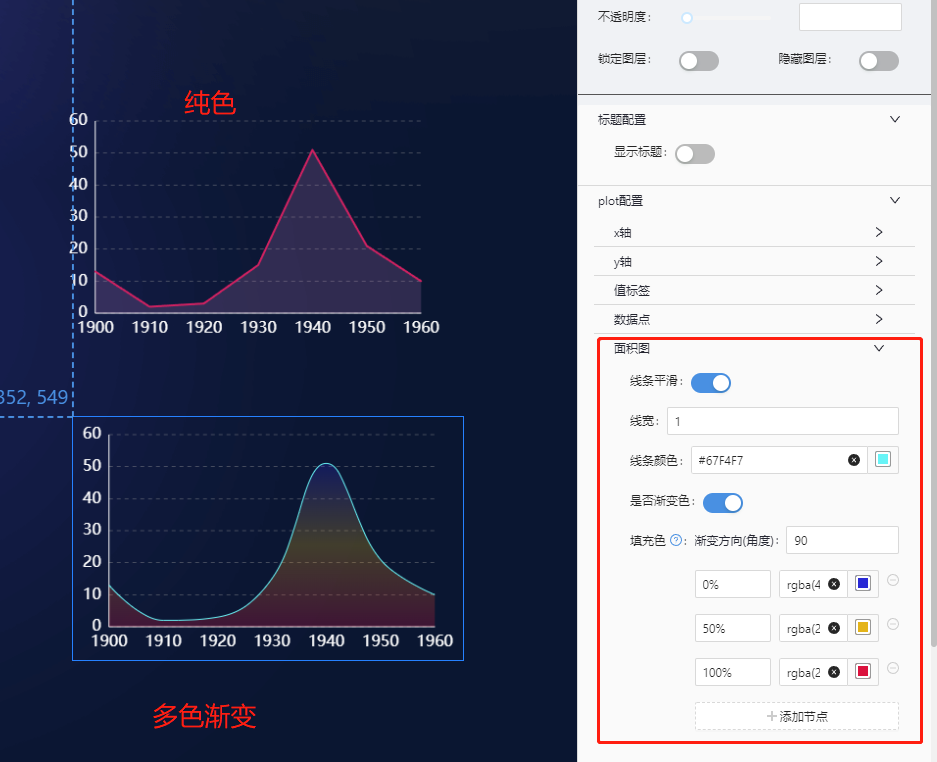 纯色
60
50
40
30
20
10
0
1900 1910 1920 1930 1940 1950 1960
352, 549
60
50
40
30
20
10
0
1900 1910 1920 1930 1940 1950 1960
多色渐变
不透明度：
锁定图层： 隐藏图层：
标题配置
显示标题：
plot配置
x轴
y轴
值标签
数据点
面积图
线条平滑：
线宽： 1
线条颜色： #67F4F7
是否渐变色：
填充色 ?： 渐变方向(角度)： 90
0% rgba(4
50% rgba(2
100% rgba(2
+添加节点